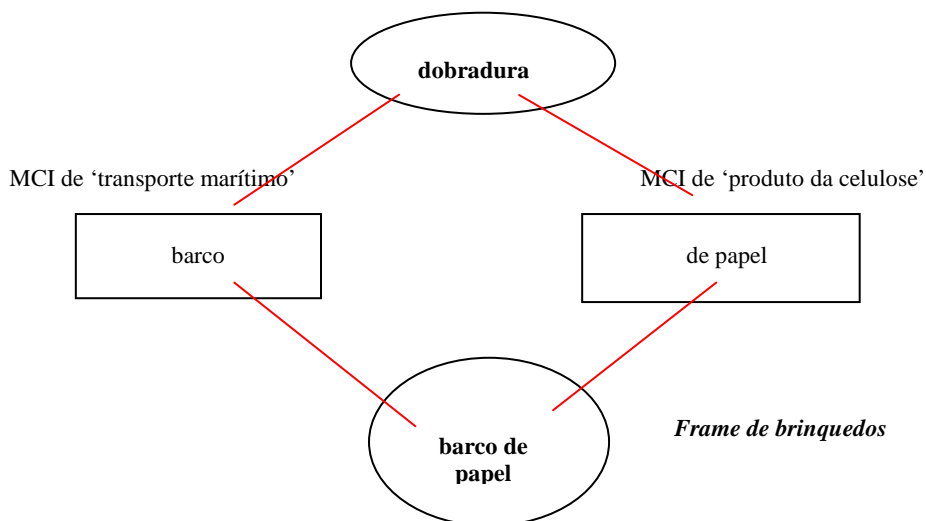 dobradura
MCI de ‘transporte marítimo’
MCI de ‘produto da celulose’
barco
de papel
barco de
papel
Frame de brinquedos